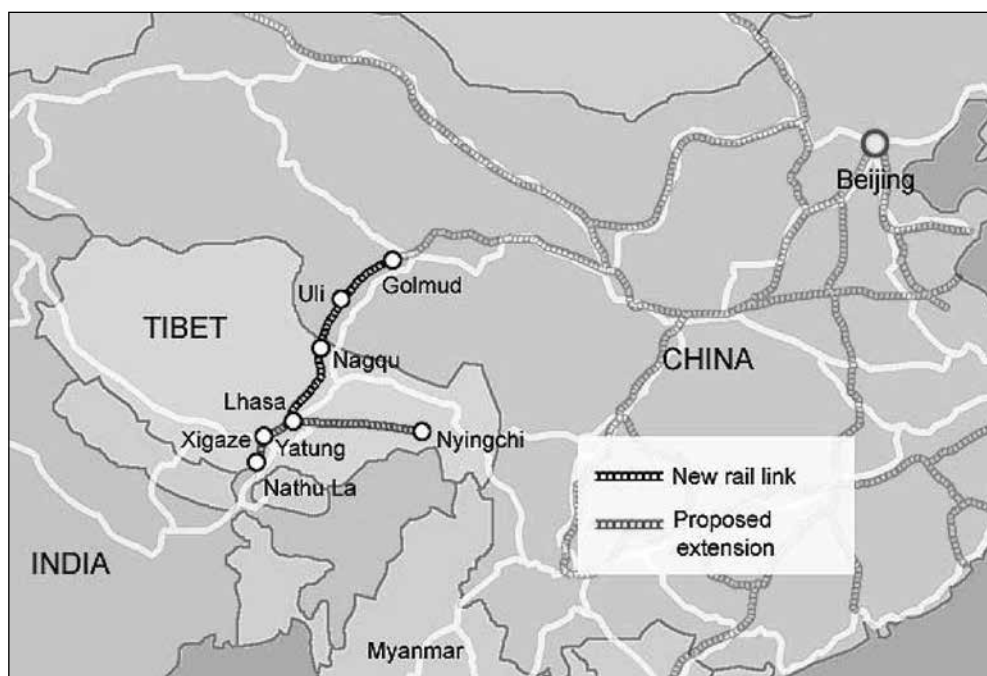 Beijing
Golmud
Uli
TIBET
Nagqu
CHINA
Lhasa
Xigaze
Yatung
Nyingchi
Nathu La
New rail link
Proposed
extension
INDIA
Myanmar